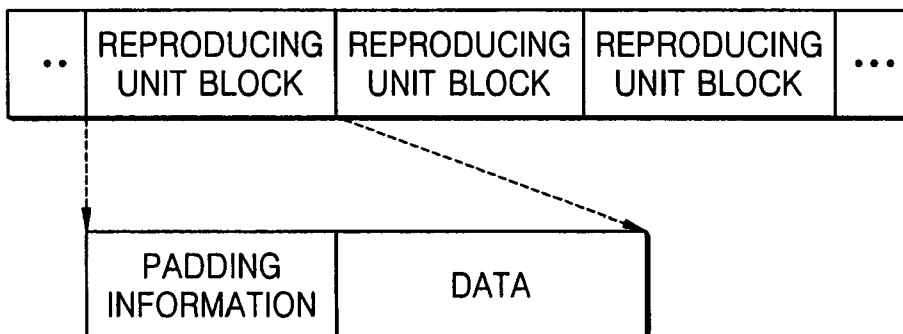 .. REPRODUCING REPRODUCING REPRODUCING ...
UNIT BLOCK UNIT BLOCK UNIT BLOCK
PADDING
INFORMATION DATA